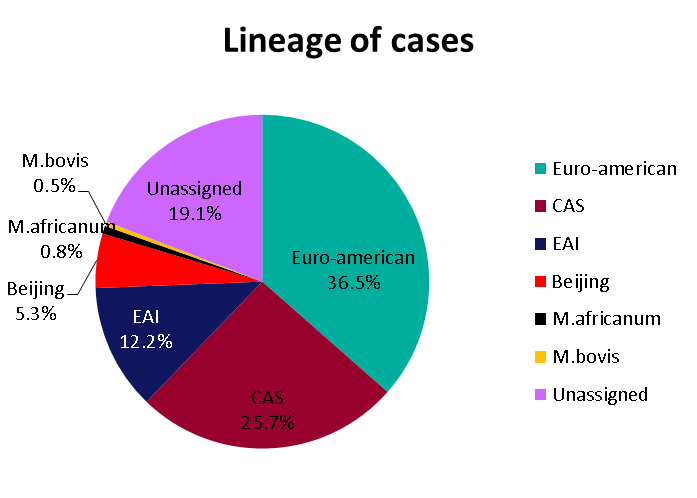 Lineage of cases
M.bovis
0.5%
Unassigned
19.1%
M.africanum
0.8%
Euro-american
36.5%
Beijing
5.3%
EAI
12.2%
CAS
25.7%
Euro-american
CAS
EAI
Beijing
M.africanum
M.bovis
Unassigned